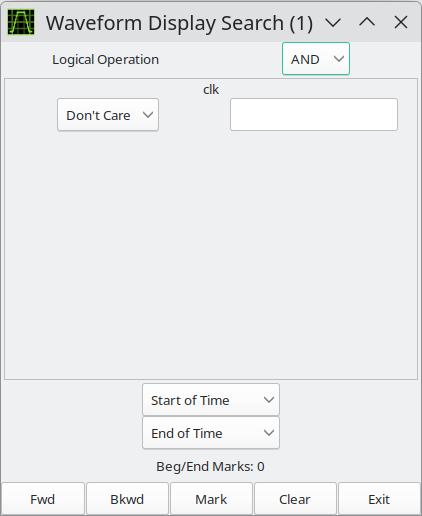 Waveform Display Search (1)
Logical Operation AND
clk
Don't Care
Start of Time
End of Time
Beg/End Marks: 0
Fwd Bkwd Mark Clear Exit